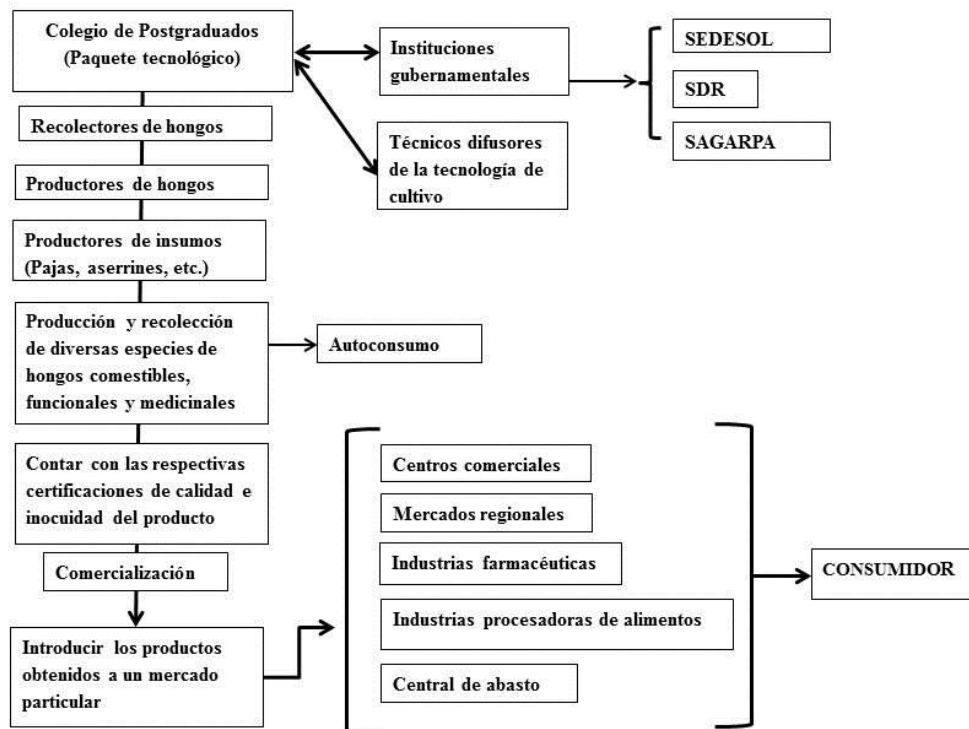 Colegio de Postgraduados
(Paquete tecnológico)
Instituciones
gubernamentales
SEDESOL
SDR
SAGARPA
Técnicos difusores
de la tecnología de
cultivo
Recolectores de hongos
Productores de hongos
Productores de insumos
(Pajas, aserrines, etc.)
Producción y recolección
de diversas especies de
hongos comestibles,
funcionales y medicinales
Autoconsumo
Contar con las respectivas
certificaciones de calidad e
inocuidad del producto
Comercialización
Introducir los productos
obtenidos a un mercado
particular
Centros comerciales
Mercados regionales
Industrias farmacéuticas
Industrias procesadoras de alimentos
Central de abasto
CONSUMIDOR